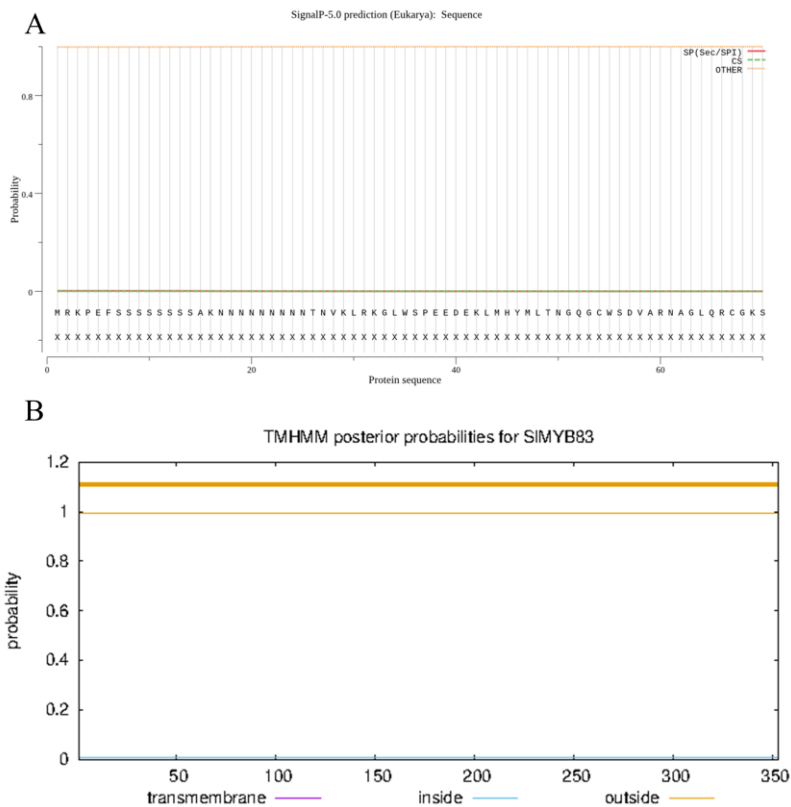 A
SignalP-5.0 prediction (Eukarya): Sequence
SP(Sec/SPI)
CS
OTHER
0.8
0.4
0
Probability
M R K P E F S S S S S S S S A K N N N N N N N N N T N V K L R K G L W S P E E D E K L M H Y M L T N G Q G C W S D V A R N A G L Q R C G K S
X X X X X X X X X X X X X X X X X X X X X X X X X X X X X X X X X X X X X X X X X X X X X X X X X X X X X X X X X X X X X X X X X X X X X X
0 20 40 60
Protein sequence
B
TMHMM posterior probabilities for SlMYB83
1.2
1
0.8
0.6
0.4
0.2
0
probability
50 100 150 200 250 300 350
transmembrane inside outside